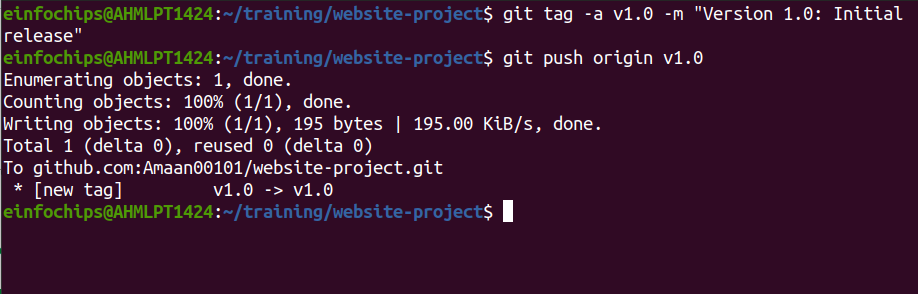 einfochips@AHMLPT1424:~/training/website-project$ git tag -a v1.0 -m "Version 1.0: Initial
release"
einfochips@AHMLPT1424:~/training/website-project$ git push origin v1.0
Enumerating objects: 1, done.
Counting objects: 100% (1/1), done.
Writing objects: 100% (1/1), 195 bytes | 195.00 KiB/s, done.
Total 1 (delta 0), reused 0 (delta 0)
To github.com:Amaan00101/website-project.git
 * [new tag]         v1.0 -> v1.0
einfochips@AHMLPT1424:~/training/website-project$